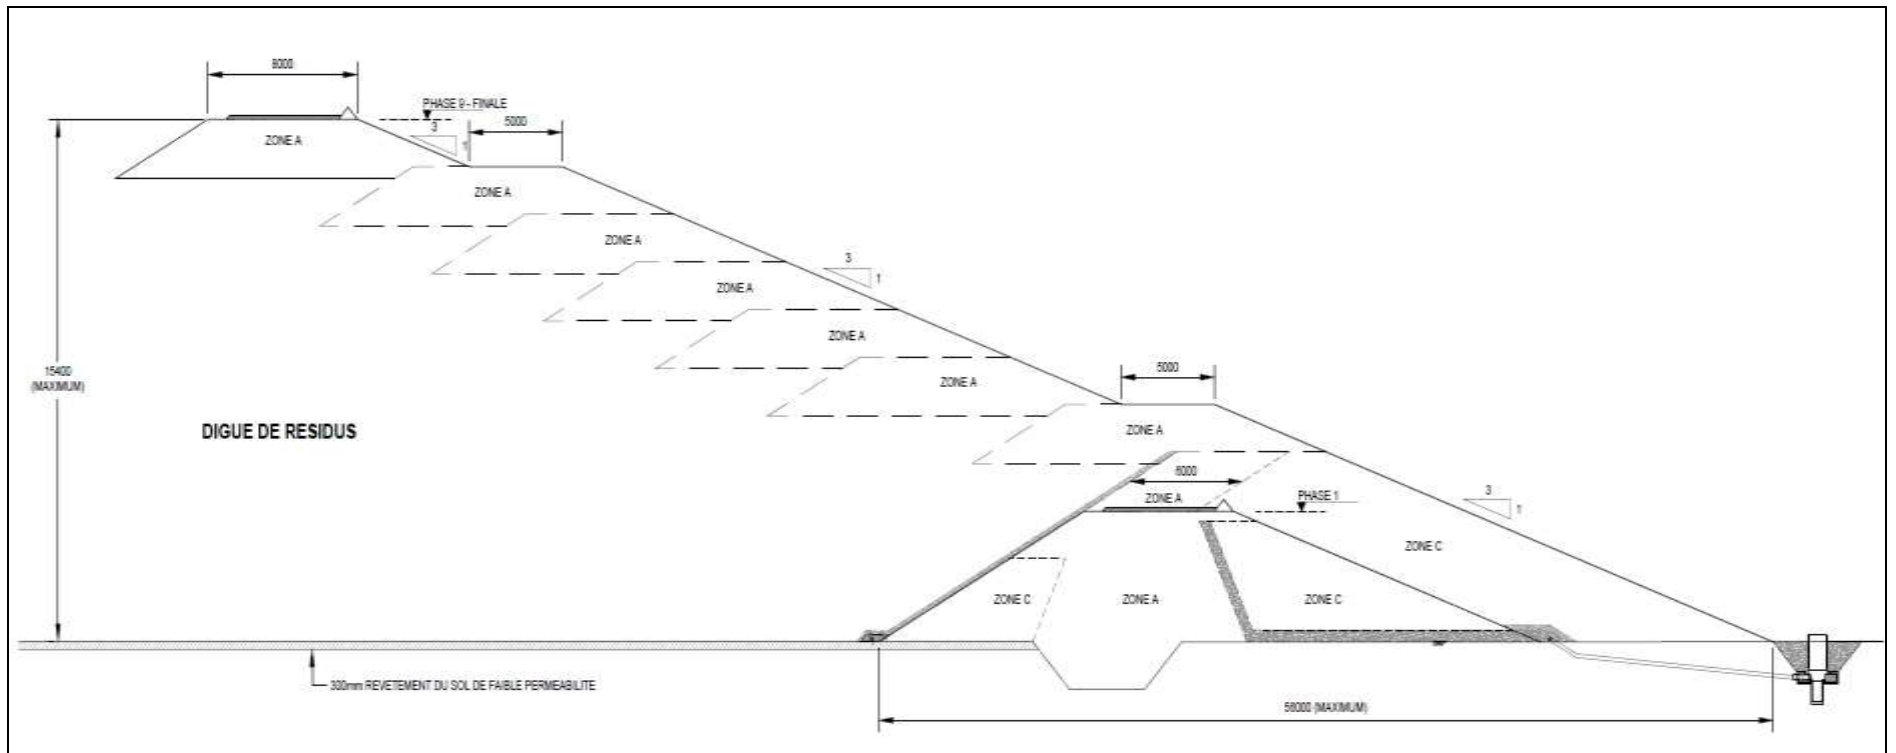 8000
PHASE 9 - FINALE
3
5000
ZONE A
ZONE A
ZONE A
3
1
ZONE A
ZONE A
15400
(MAXIMUM)
5000
ZONE A
DIGUE DE RESIDUS
ZONE A
6000
3
1
ZONE A
PHASE 1
ZONE C
ZONE C
ZONE A
ZONE C
300mm REVETEMENT DU SOL DE FAIBLE PERMEABILITE
56000 (MAXIMUM)